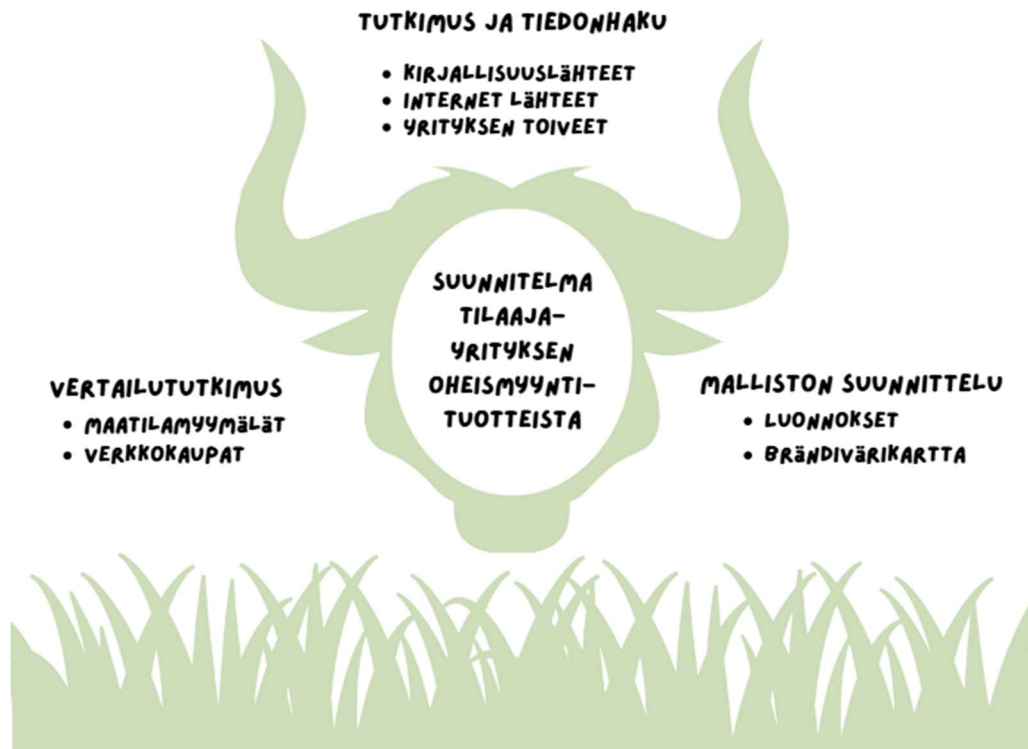 TUTKIMUS JA TIEDONHAKU
• KIRJALLISUUSLÄHTEET
• INTERNET LÄHTEET
• YRITYKSEN TOIVEET
SUUNNITELMA
TILAAJA-
YRITYKSEN
OHEISMYYNTI-
TUOTTEISTA
VERTAILUTUTKIMUS
• MAATILAMYYMÄLÄT
• VERKKOKAUPAT
MALLISTON SUUNNITTELU
• LUONNOKSET
• BRÄNDIVÄRIKARTTA